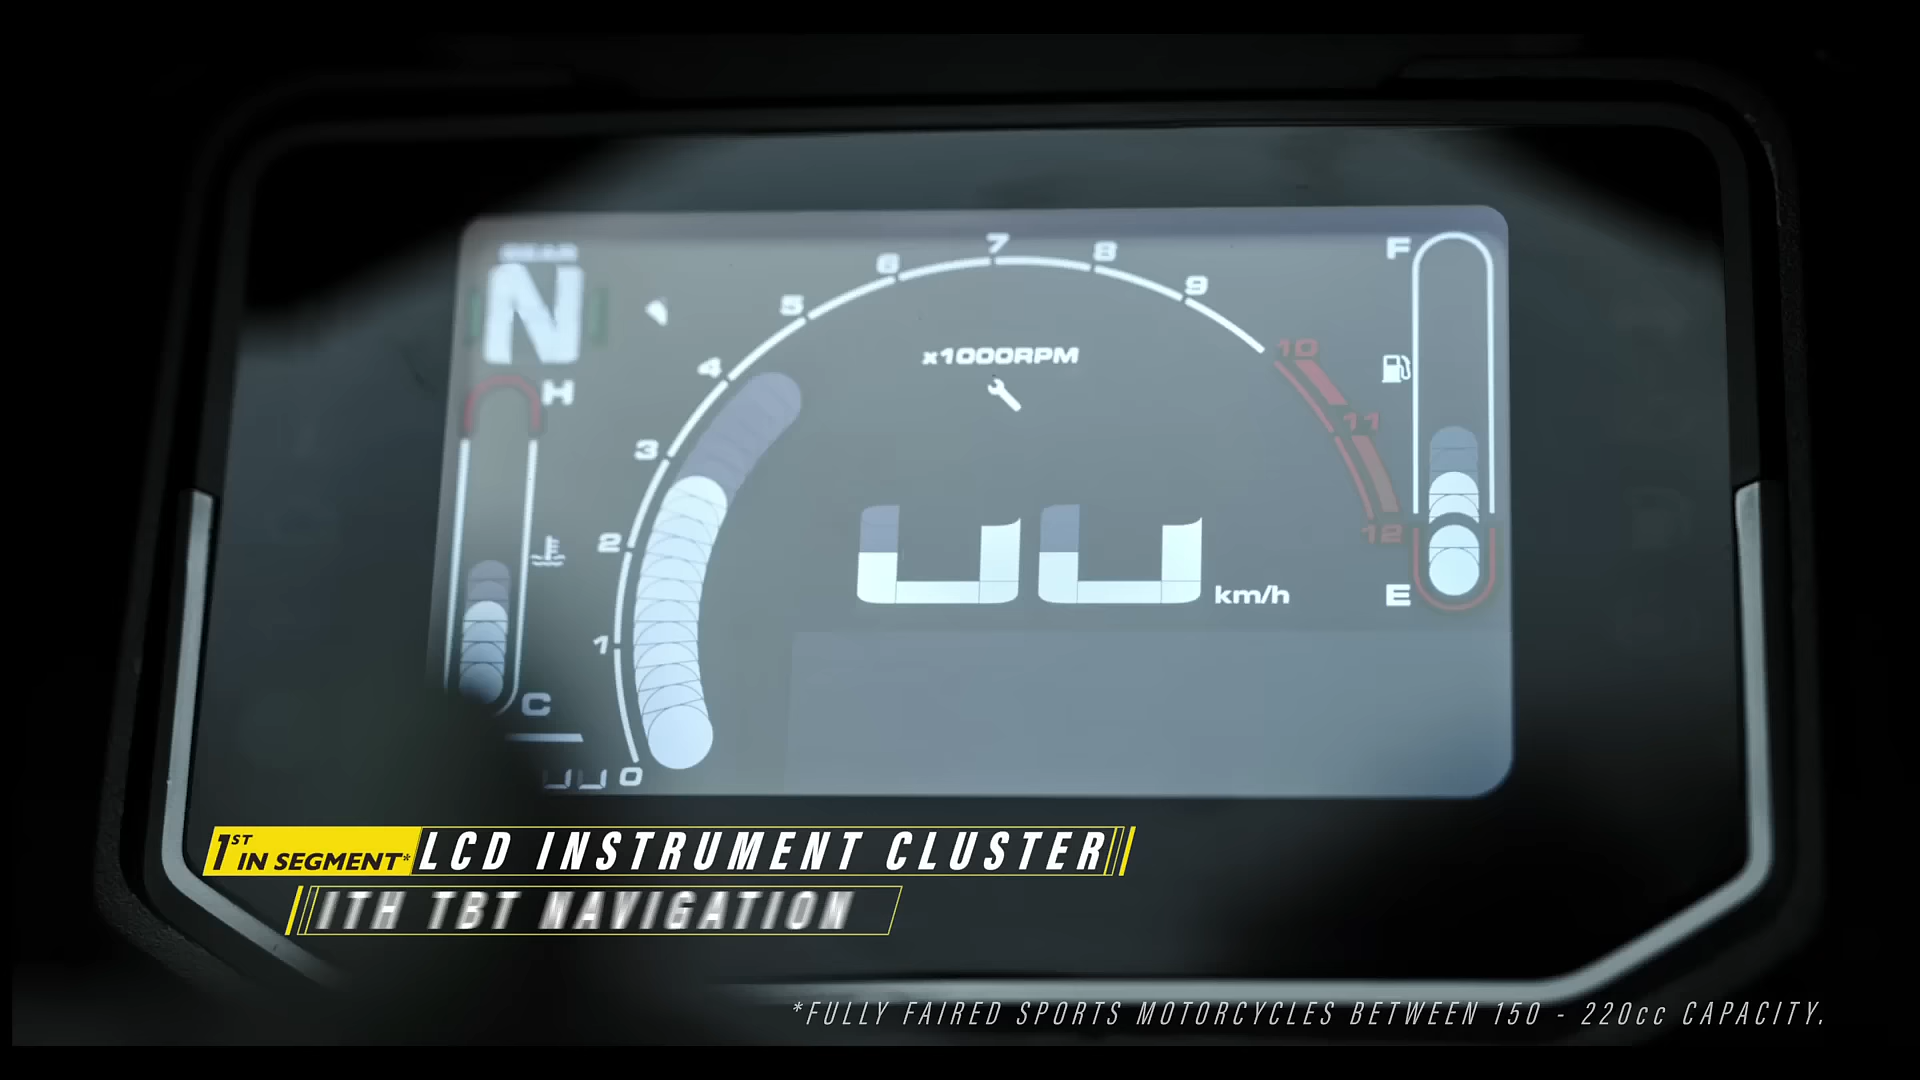 N
H
C
0
1
2
3
4
5
6
7
8
9
10
11
12
x1000RPM
km/h
F
E
1ST IN SEGMENT* LCD INSTRUMENT CLUSTER
ITH TBT NAVIGATION
*FULLY FAIRED SPORTS MOTORCYCLES BETWEEN 150 - 220cc CAPACITY.